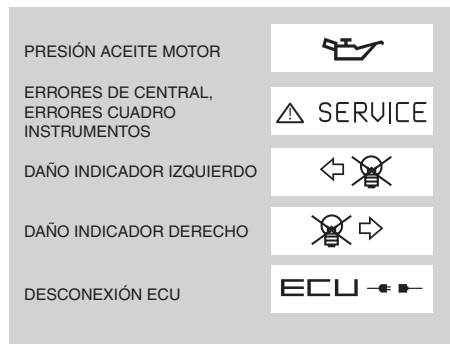 PRESIÓN ACEITE MOTOR
ERRORES DE CENTRAL,
ERRORES CUADRO
INSTRUMENTOS
⚠ SERVICE
DAÑO INDICADOR IZQUIERDO
DAÑO INDICADOR DERECHO
DESCONEXIÓN ECU
ECU